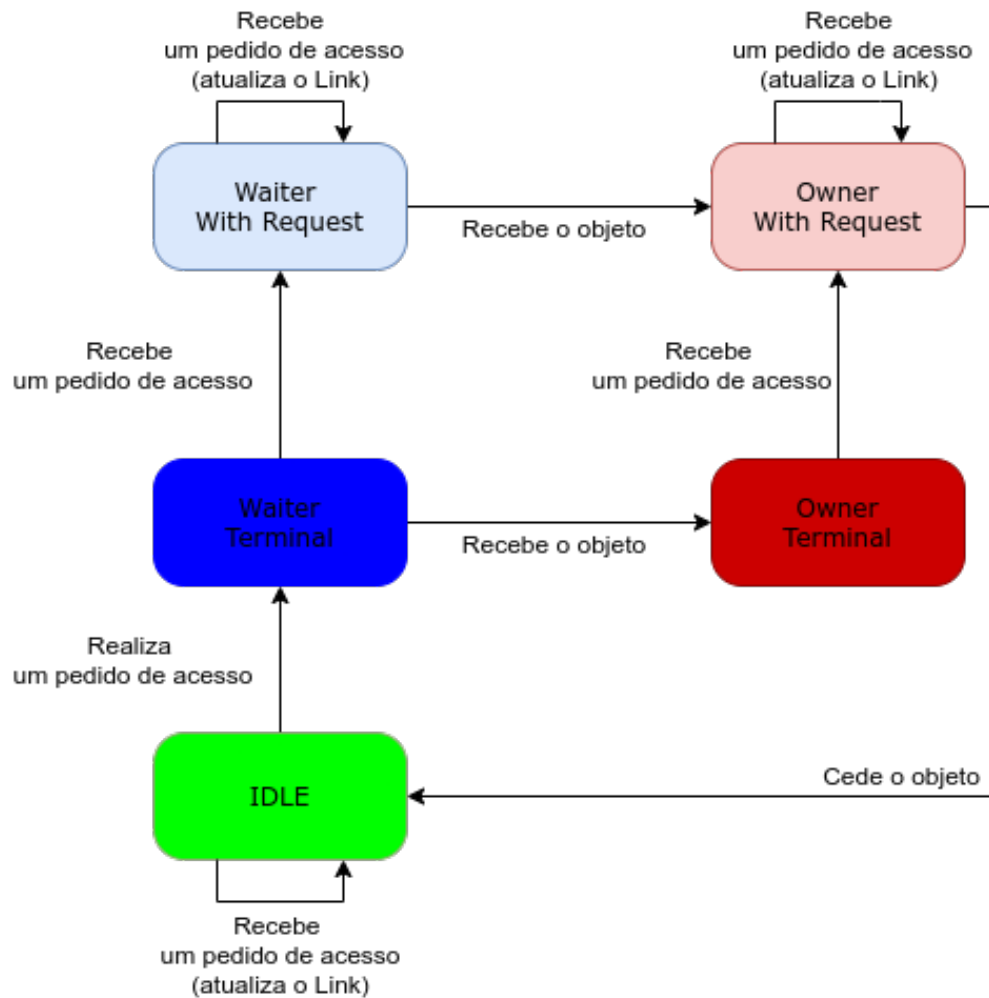 Recebe
um pedido de acesso
(atualiza o Link)
Recebe
um pedido de acesso
(atualiza o Link)
Waiter
With Request
Recebe o objeto
Owner
With Request
Recebe
um pedido de acesso
Recebe
um pedido de acesso
Waiter
Terminal
Recebe o objeto
Owner
Terminal
Realiza
um pedido de acesso
IDLE
Cede o objeto
Recebe
um pedido de acesso
(atualiza o Link)